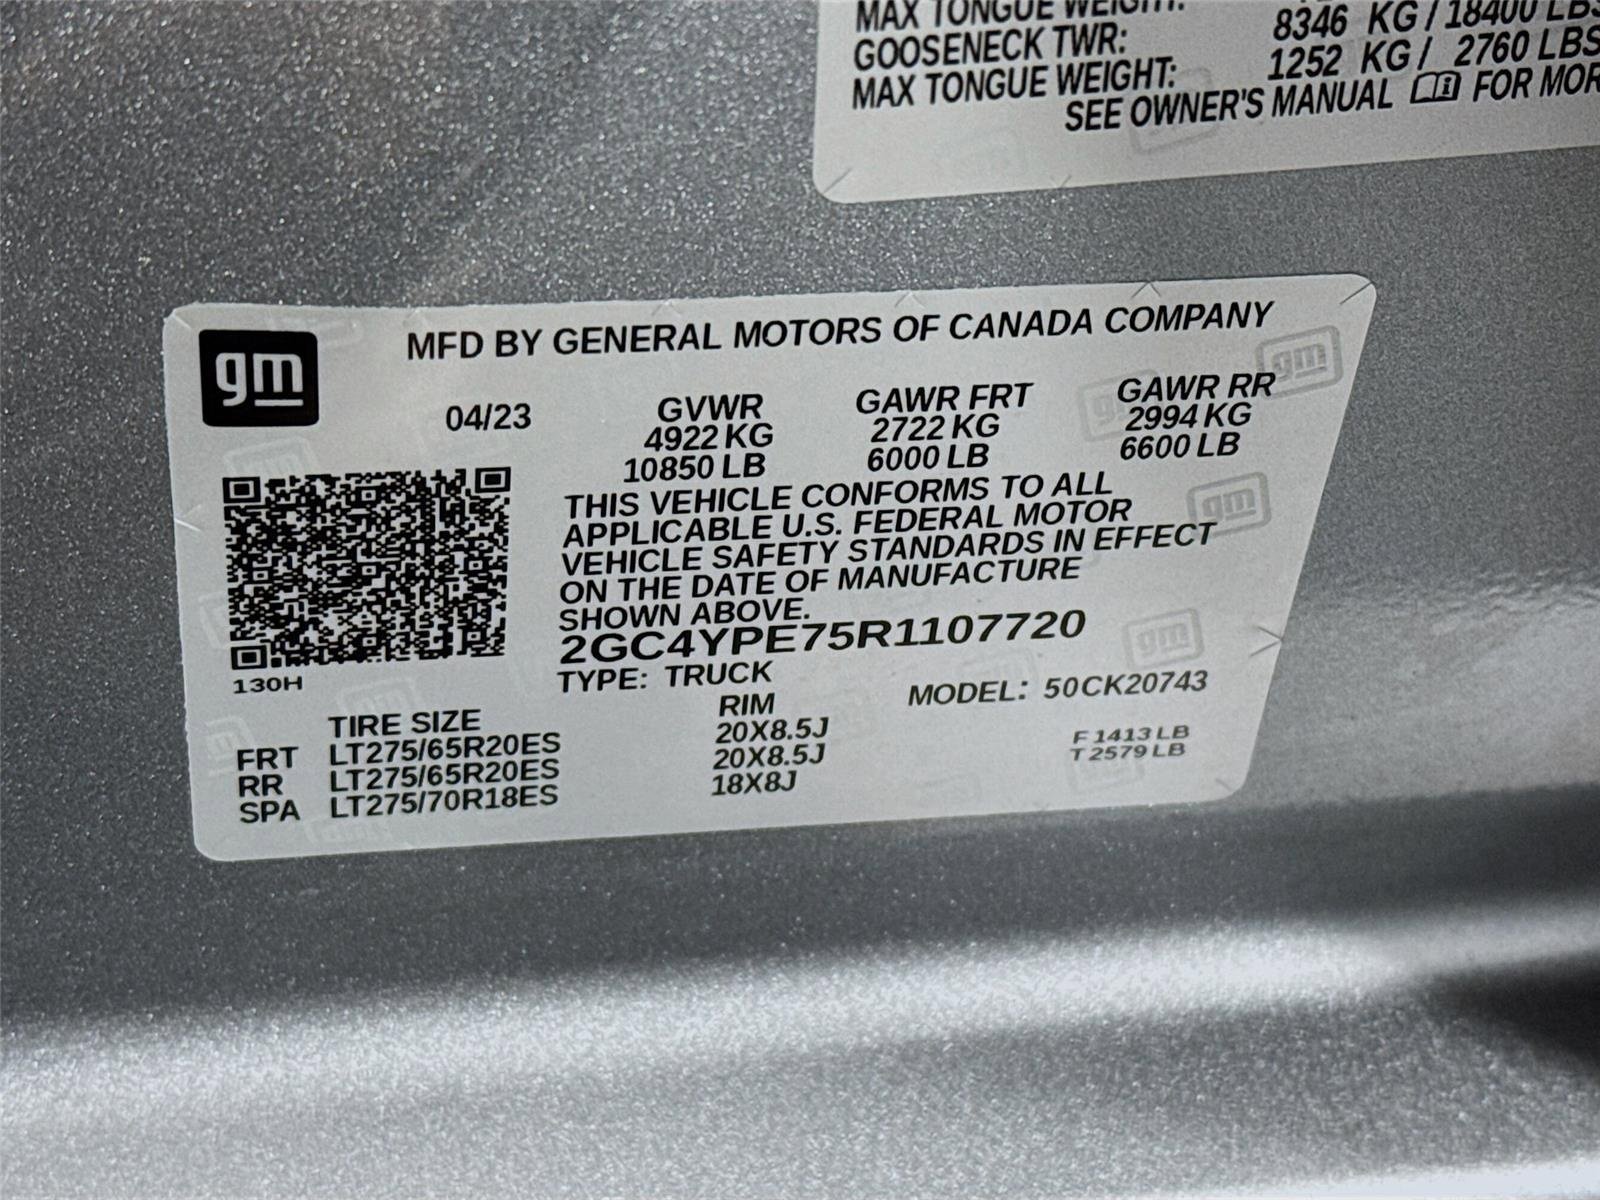 MAX TONGUE WEIGHT:
GOOSENECK TWR: 8346 KG / 18400 LBS
MAX TONGUE WEIGHT: 1252 KG / 2760 LBS
SEE OWNER'S MANUAL FOR
gm
MFD BY GENERAL MOTORS OF CANADA COMPANY
04/23
GVWR
4922 KG
10850 LB
GAWR FRT
2722 KG
6000 LB
GAWR RR
2994 KG
6600 LB
THIS VEHICLE CONFORMS TO ALL
APPLICABLE U.S. FEDERAL MOTOR
VEHICLE SAFETY STANDARDS IN EFFECT
ON THE DATE OF MANUFACTURE
SHOWN ABOVE.
2GC4YPE75R1107720
130H
TYPE: TRUCK
MODEL: 50CK20743
TIRE SIZE RIM
FRT LT275/65R20ES 20X8.5J
RR LT275/65R20ES 20X8.5J
SPA LT275/70R18ES 18X8J
F 1413 LB
T 2579 LB